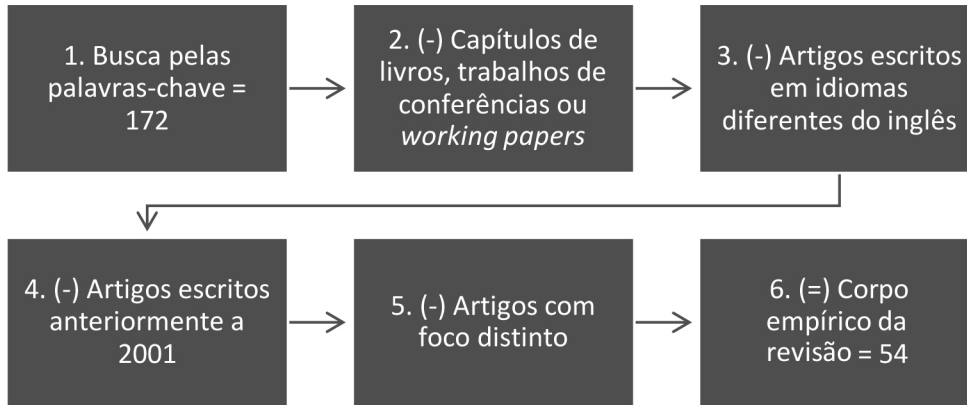 1. Busca pelas
palavras-chave =
172
2. (-) Capítulos de
livros, trabalhos de
conferências ou
working papers
3. (-) Artigos escritos
em idiomas
diferentes do inglês
4. (-) Artigos escritos
anteriormente a
2001
5. (-) Artigos com
foco distinto
6. (=) Corpo
empírico da
revisão = 54